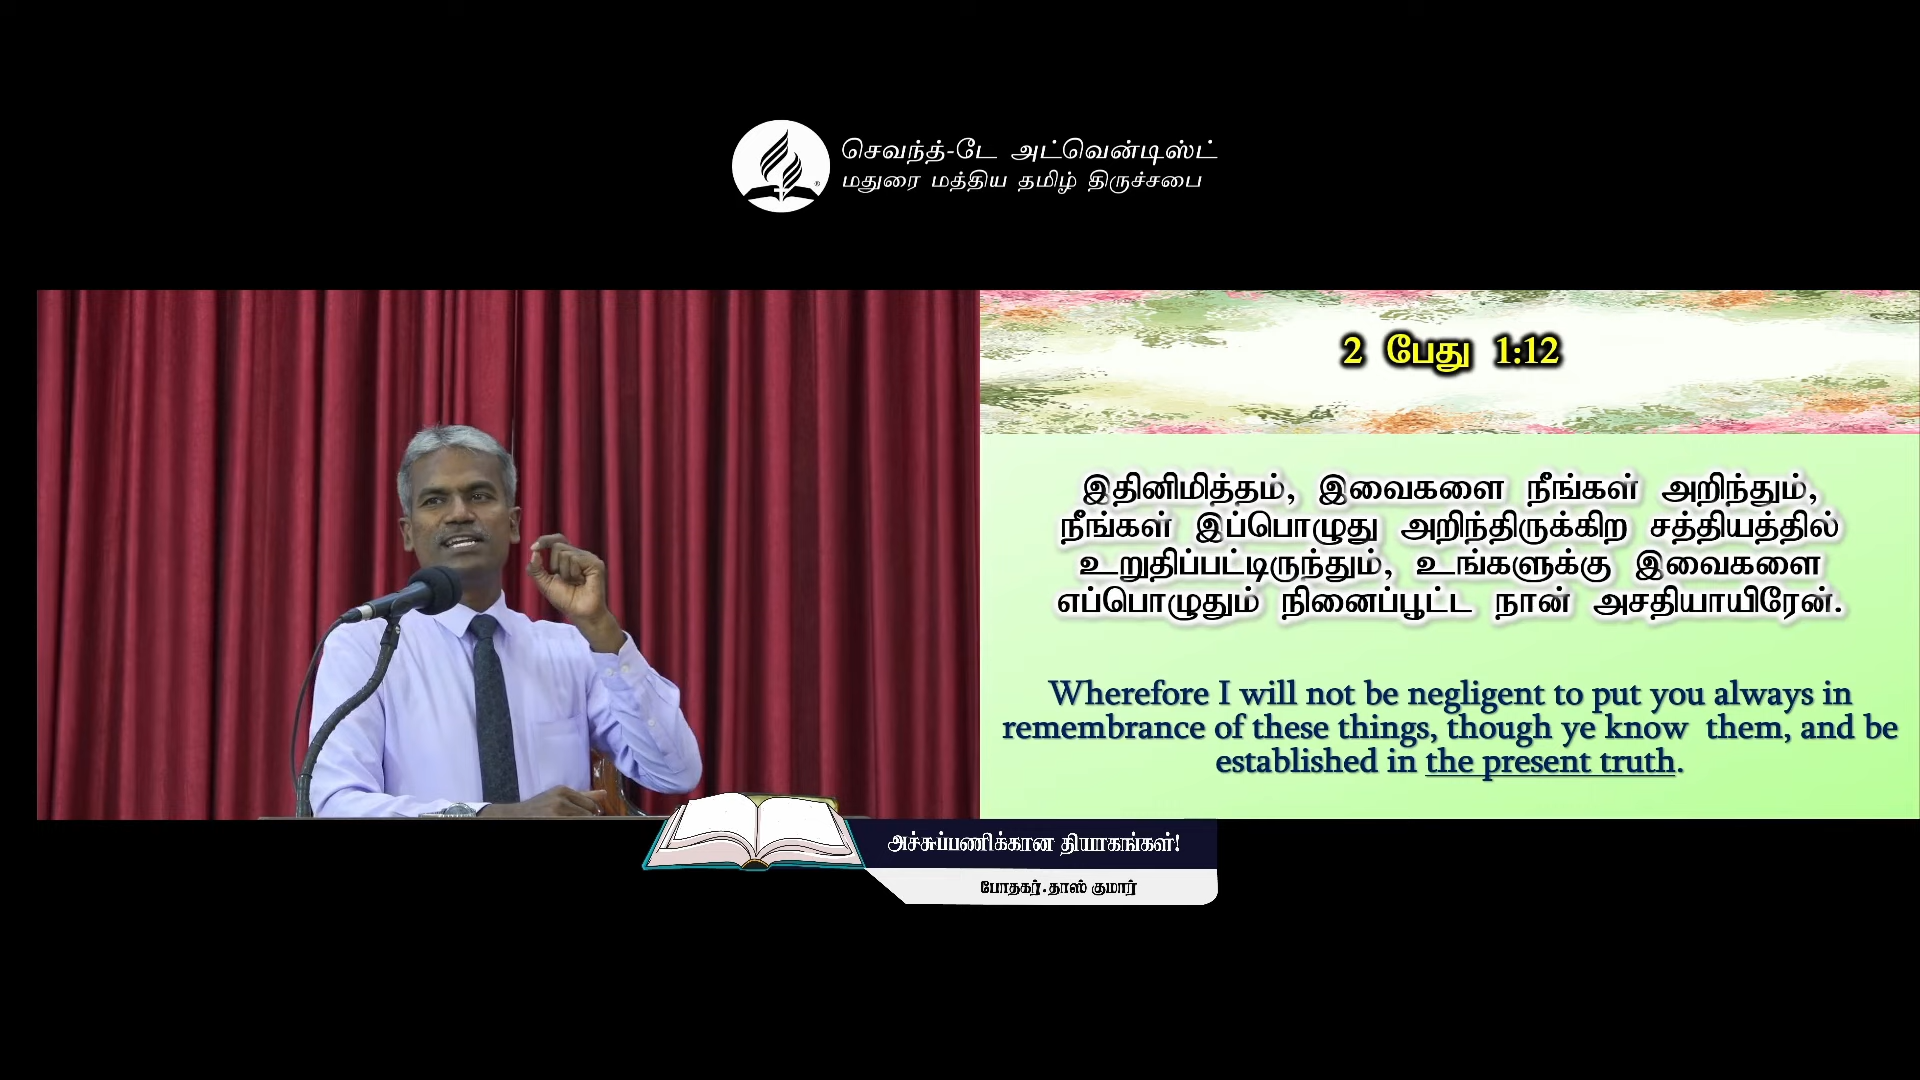 செவந்த்-டே அட்வென்டிஸ்ட்
மதுரை மத்திய தமிழ் திருச்சபை
2 பேது 1:12
இதினிமித்தம், இவைகளை நீங்கள் அறிந்தும்,
நீங்கள் இப்பொழுது அறிந்திருக்கிற சத்தியத்தில்
உறுதிப்பட்டிருந்தும், உங்களுக்கு இவைகளை
எப்பொழுதும் நினைப்பூட்ட நான் அசதியாயிரேன்.
Wherefore I will not be negligent to put you always in
remembrance of these things, though ye know them, and be
established in the present truth.
அச்சுப்பணிக்கான தியாகங்கள்!
போதகர்.தாஸ் குமார்